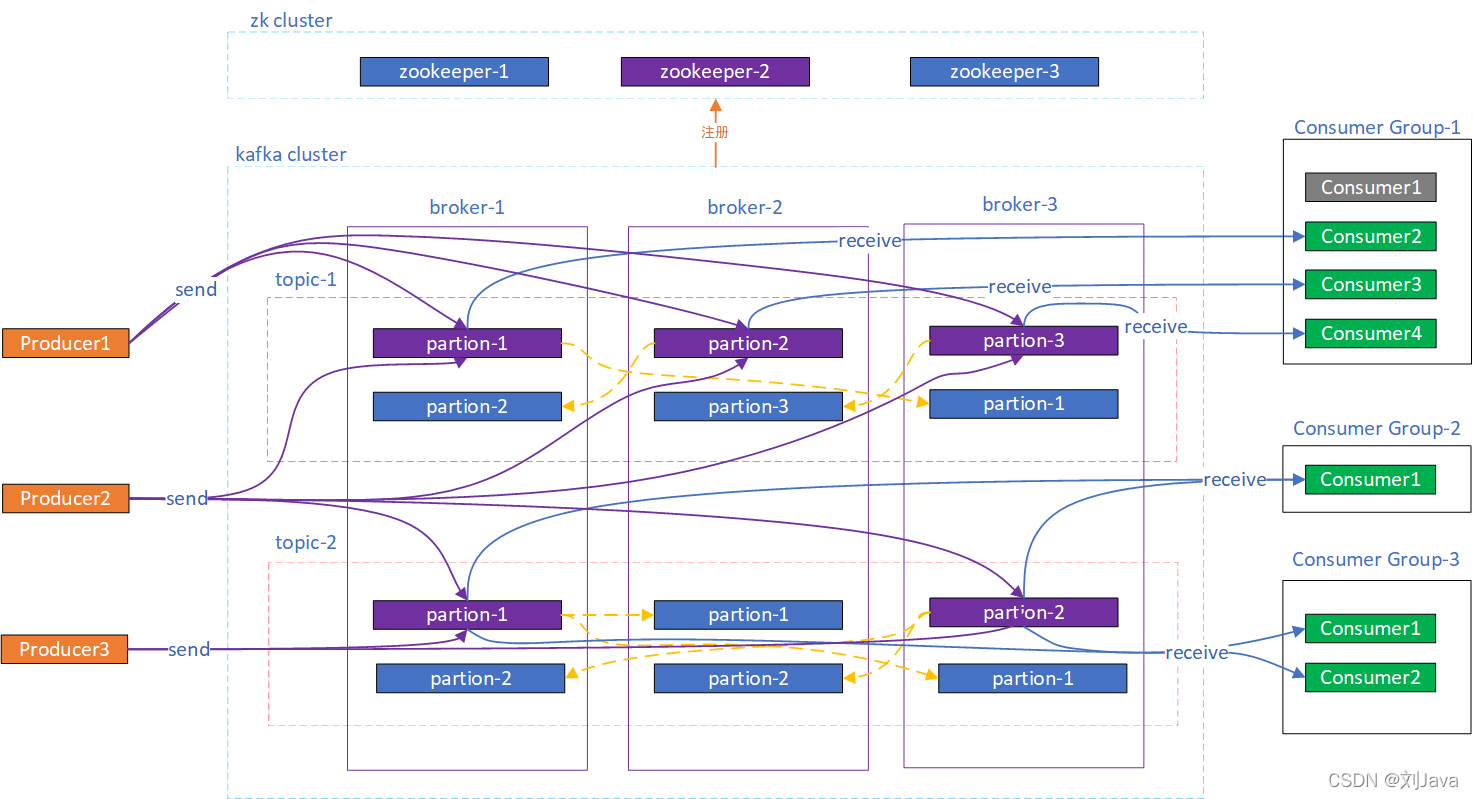 zk cluster
zookeeper-1
zookeeper-2
zookeeper-3
注册
kafka cluster
broker-1
broker-2
broker-3
topic-1
send
Producer1
partion-1
partion-2
partion-3
partion-2
partion-3
partion-1
receive
receive
receive
Consumer Group-1
Consumer1
Consumer2
Consumer3
Consumer4
Producer2
send
Consumer Group-2
receive
Consumer1
topic-2
partion-1
partion-1
partion-2
Producer3
send
partion-2
partion-2
partion-1
receive
Consumer Group-3
Consumer1
Consumer2
CSDN @刘Java